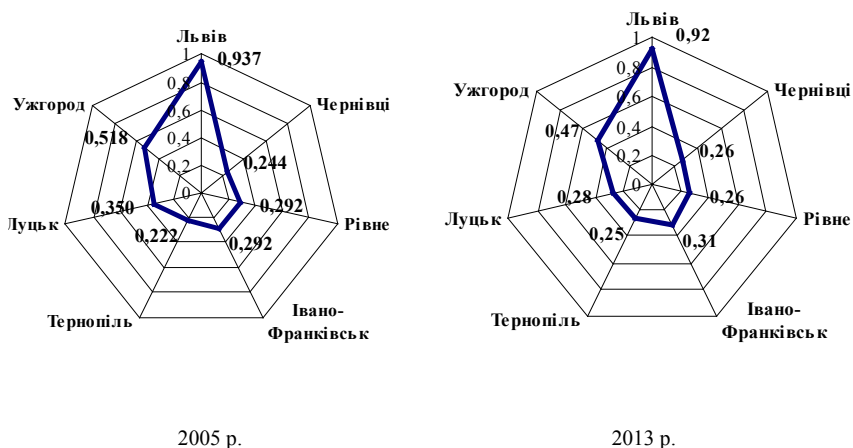 Львів
1
0,937
0,8
Ужгород
Чернівці
0,6
0,518
0,4
0,244
0,2
0
0,292
0,350
Луцьк
Рівне
0,222
0,292
Тернопіль
Івано-
Франківськ
2005 р.
Львів
1
0,92
0,8
Ужгород
Чернівці
0,6
0,47
0,4
0,26
0,2
0
0,28
0,26
Луцьк
Рівне
0,25
0,31
Тернопіль
Івано-
Франківськ
2013 р.